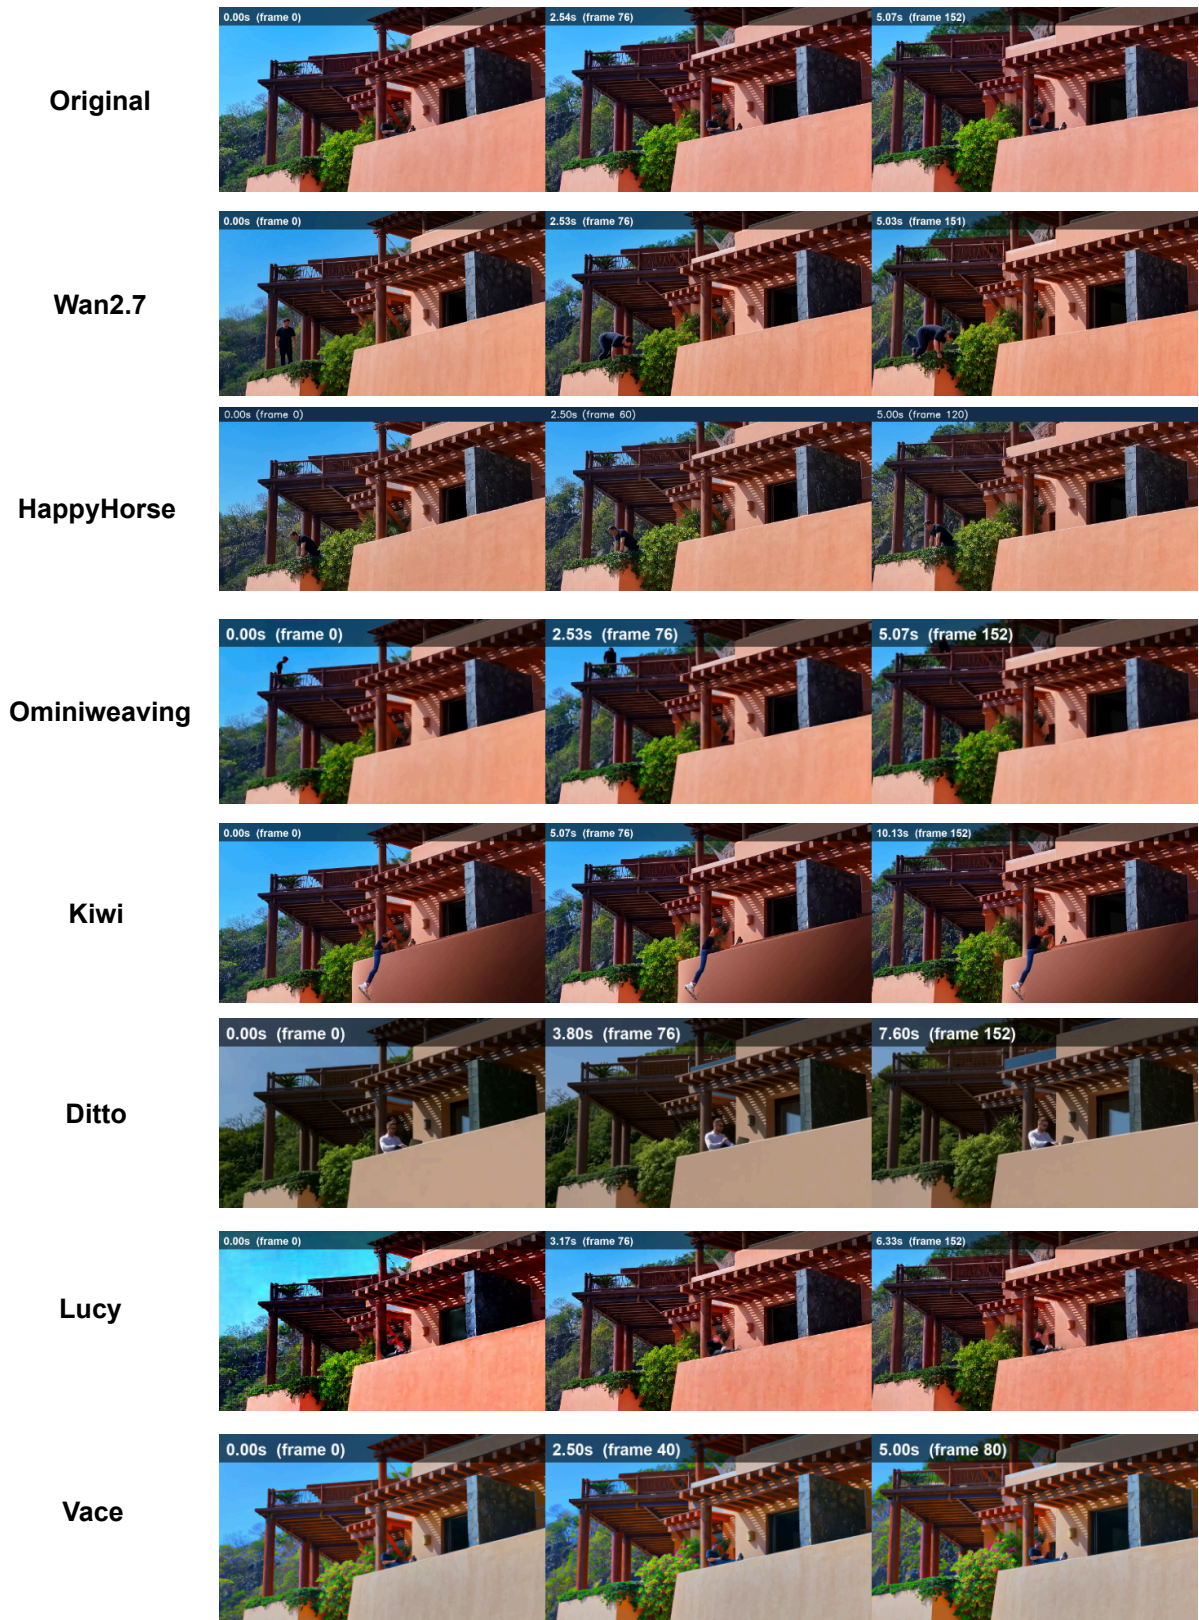 0.00s (frame 0)
2.54s (frame 76)
5.07s (frame 152)
Original
0.00s (frame 0)
2.53s (frame 76)
5.03s (frame 151)
Wan2.7
0.00s (frame 0)
2.50s (frame 60)
5.00s (frame 120)
HappyHorse
0.00s (frame 0)
2.53s (frame 76)
5.07s (frame 152)
Ominiweaving
0.00s (frame 0)
5.07s (frame 76)
10.13s (frame 152)
Kiwi
0.00s (frame 0)
3.80s (frame 76)
7.60s (frame 152)
Ditto
0.00s (frame 0)
3.17s (frame 76)
6.33s (frame 152)
Lucy
0.00s (frame 0)
2.50s (frame 40)
5.00s (frame 80)
Vace